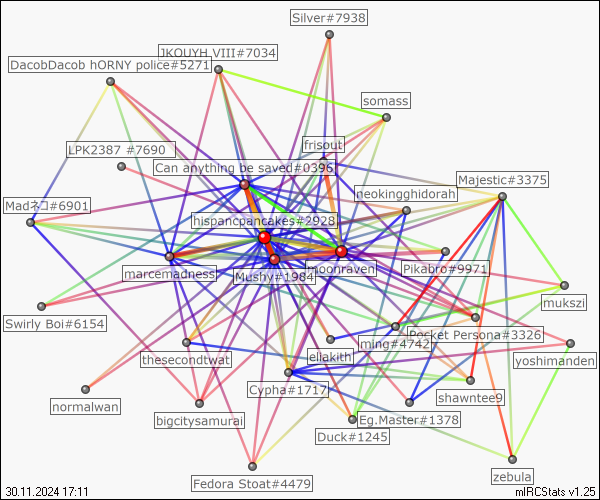 Silver#7938
JKOUYH VIII#7034
DacobDacob hORNY police#5271
somass
frisout
LPK2387 #7690
Can anything be saved#0396
Majestic#3375
neokingghidorah
Madネコ#6901
hispancpancakes#2928
marcemadness
Mushy#1984
moonraven
Pikabro#9971
mukszi
Swirly Boi#6154
Pocket Persona#3326
ming#4742
thesecondtwat
eliakith
yoshimanden
Cypha#1717
shawntee9
normalwan
bigcitysamurai
Eg.Master#1378
Duck#1245
zebula
Fedora Stoat#4479
30.11.2024 17:11
mIRCStats v1.25